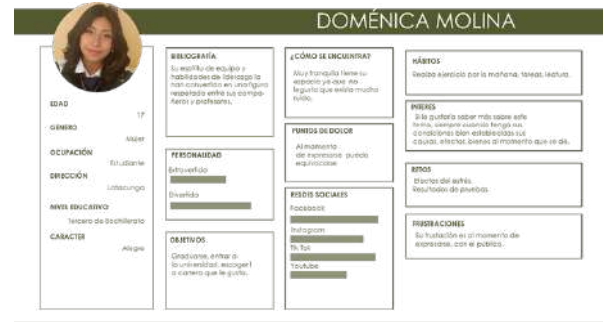 DOMÉNICA MOLINA
EDAD
17
GÉNERO
Mujer
OCUPACIÓN
Estudiante
DIRECCIÓN
Latacunga
NIVEL EDUCATIVO
Tercero de Bachillerato
CARACTER
Alegre
BIBLIOGRAFÍA
Su espíritu de equipo y
habilidades de liderazgo la
han convertido en una figura
respetada entre sus compa-
ñeros y profesores.
PERSONALIDAD
Extrovertida
Divertida
OBJETIVOS
Graduarse, entrar a
la universidad, escoger l
a carrera que le gusta.
¿CÓMO SE ENCUENTRA?
Muy tranquila tiene su
espacio ya que no
le gusta que exista mucho
ruido.
PUNTOS DE DOLOR
Al momento
de expresarse puede
equivocarse
REDES SOCIALES
Facebook
Instagram
Tik Tok
Youtube
HÁBITOS
Realiza ejercicio por la mañana, tareas, lectura.
INTERES
Si le gustaría saber más sobre este
tema, siempre cuando tenga sus
condiciones bien establecidas sus
causas, efectos, bienes al momento que se dé.
RETOS
Efectos del estrés.
Resultados de pruebas.
FRUSTRACIONES
Su frustación es al momento de
expresarse, con el público.